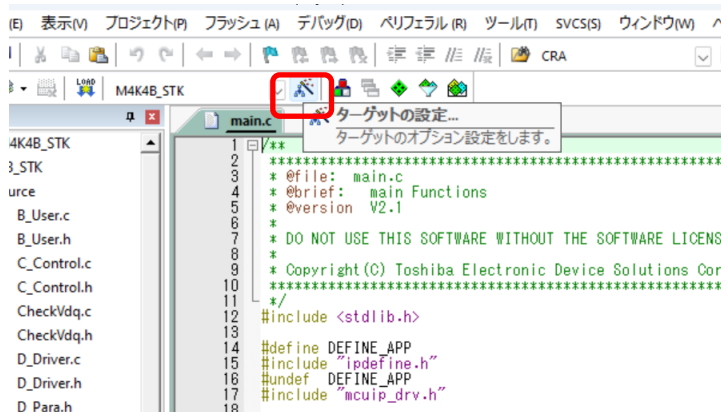 (E) 表示(V) プロジェクト(P) フラッシュ(A) デバッグ(D) ペリフェラル(R) ツール(T) SVCS(S) ウィンドウ(W)
CRA
LOAD M4K4B_STK
main.c
ターゲットの設定...
ターゲットのオプション設定をします。
4K4B_STK
3_STK
urce
B_User.c
B_User.h
C_Control.c
C_Control.h
CheckVdq.c
CheckVdq.h
D_Driver.c
D_Driver.h
D_Para.h
1 /**
2 ****************************************************************
3 * @file: main.c
4 * @brief: main Functions
5 * @version V2.1
6 *
7 * DO NOT USE THIS SOFTWARE WITHOUT THE SOFTWARE LICENS
8 *
9 * Copyright(C) Toshiba Electronic Device Solutions Cor
10 ****************************************************************
11 */
12 #include <stdlib.h>
13
14 #define DEFINE_APP
15 #include "ipdefine.h"
16 #undef DEFINE_APP
17 #include "mcuip_drv.h"
18